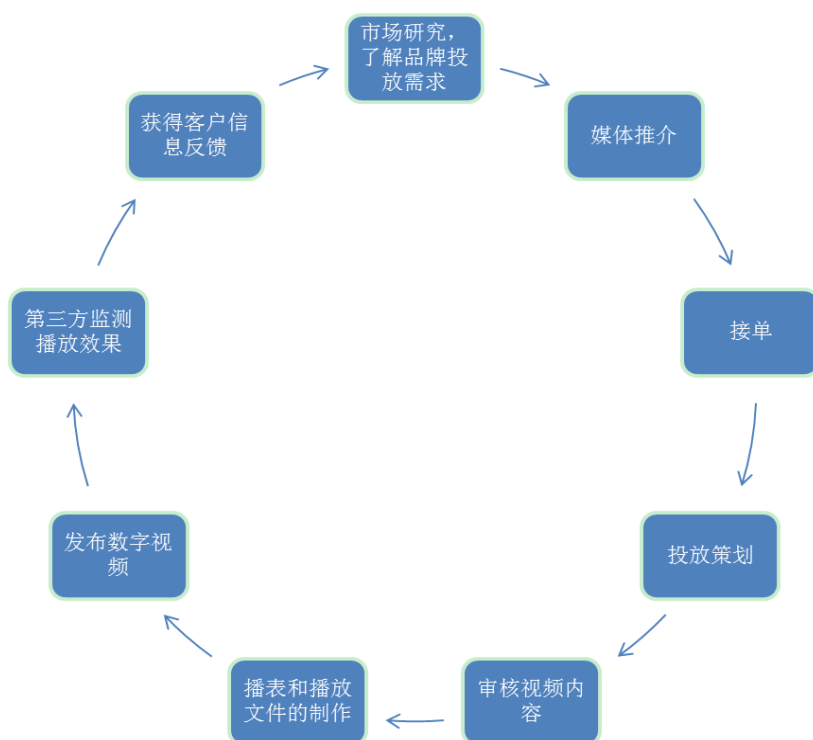 市场研究，
了解品牌投
放需求
媒体推介
接单
投放策划
审核视频内
容
播表和播放
文件的制作
发布数字视
频
第三方监测
播放效果
获得客户信
息反馈